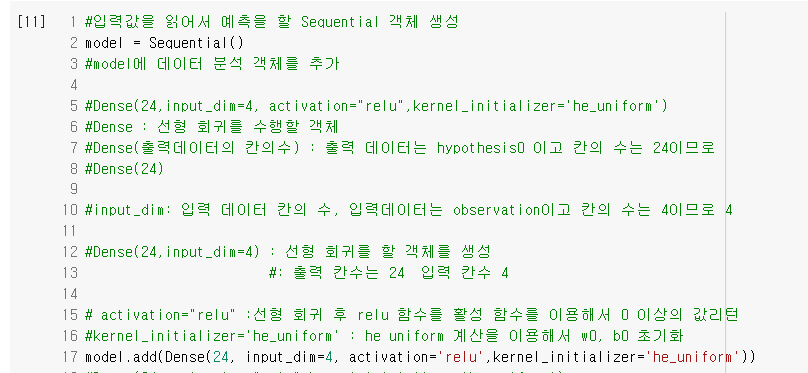 [11] 1 #입력값을 읽어서 예측을 할 Sequential 객체 생성
2 model = Sequential()
3 #model에 데이터 분석 객체를 추가
4
5 #Dense(24,input_dim=4, activation="relu",kernel_initializer='he_uniform')
6 #Dense : 선형 회귀를 수행할 객체
7 #Dense(출력데이터의 칸의수) : 출력 데이터는 hypothesis0 이고 칸의 수는 24이므로
8 #Dense(24)
9
10 #input_dim: 입력 데이터 칸의 수, 입력데이터는 observation이고 칸의 수는 4이므로 4
11
12 #Dense(24,input_dim=4) : 선형 회귀를 할 객체를 생성
13 #: 출력 칸수는 24 입력 칸수 4
14
15 # activation="relu" :선형 회귀 후 relu 함수를 활성 함수를 이용해서 0 이상의 값리턴
16 #kernel_initializer='he_uniform' : he uniform 계산을 이용해서 w0, b0 초기화
17 model.add(Dense(24, input_dim=4, activation='relu',kernel_initializer='he_uniform'))